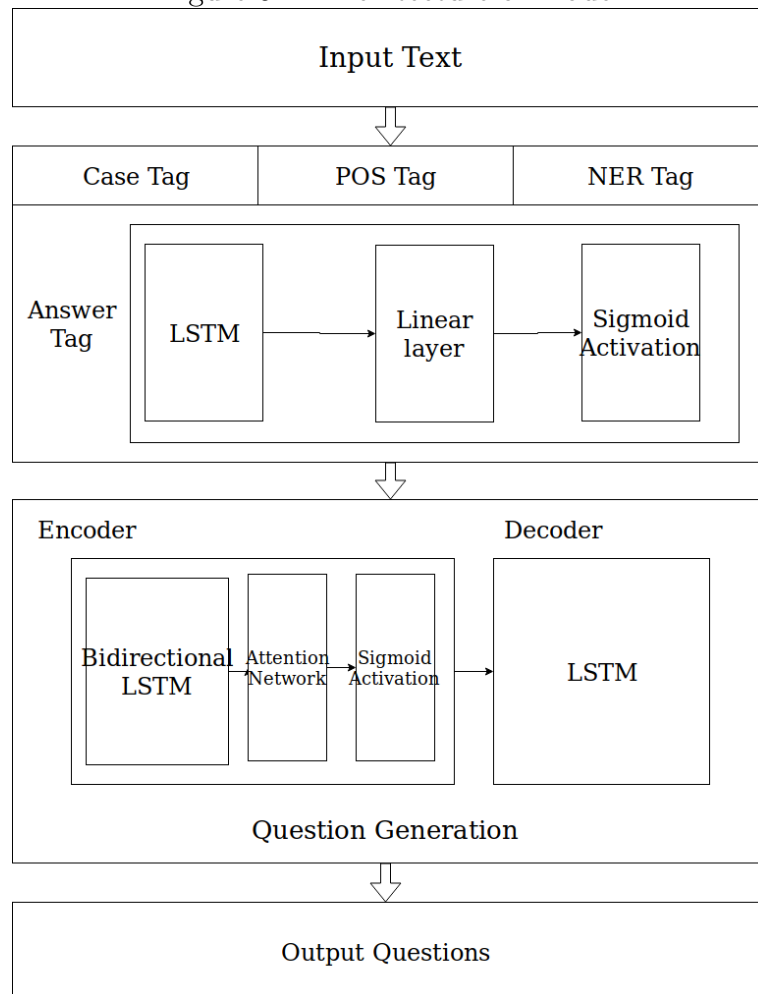 Input Text
Case Tag
POS Tag
NER Tag
Answer
Tag
LSTM
Linear
layer
Sigmoid
Activation
Encoder
Decoder
Bidirectional
LSTM
Attention
Network
Sigmoid
Activation
LSTM
Question Generation
Output Questions